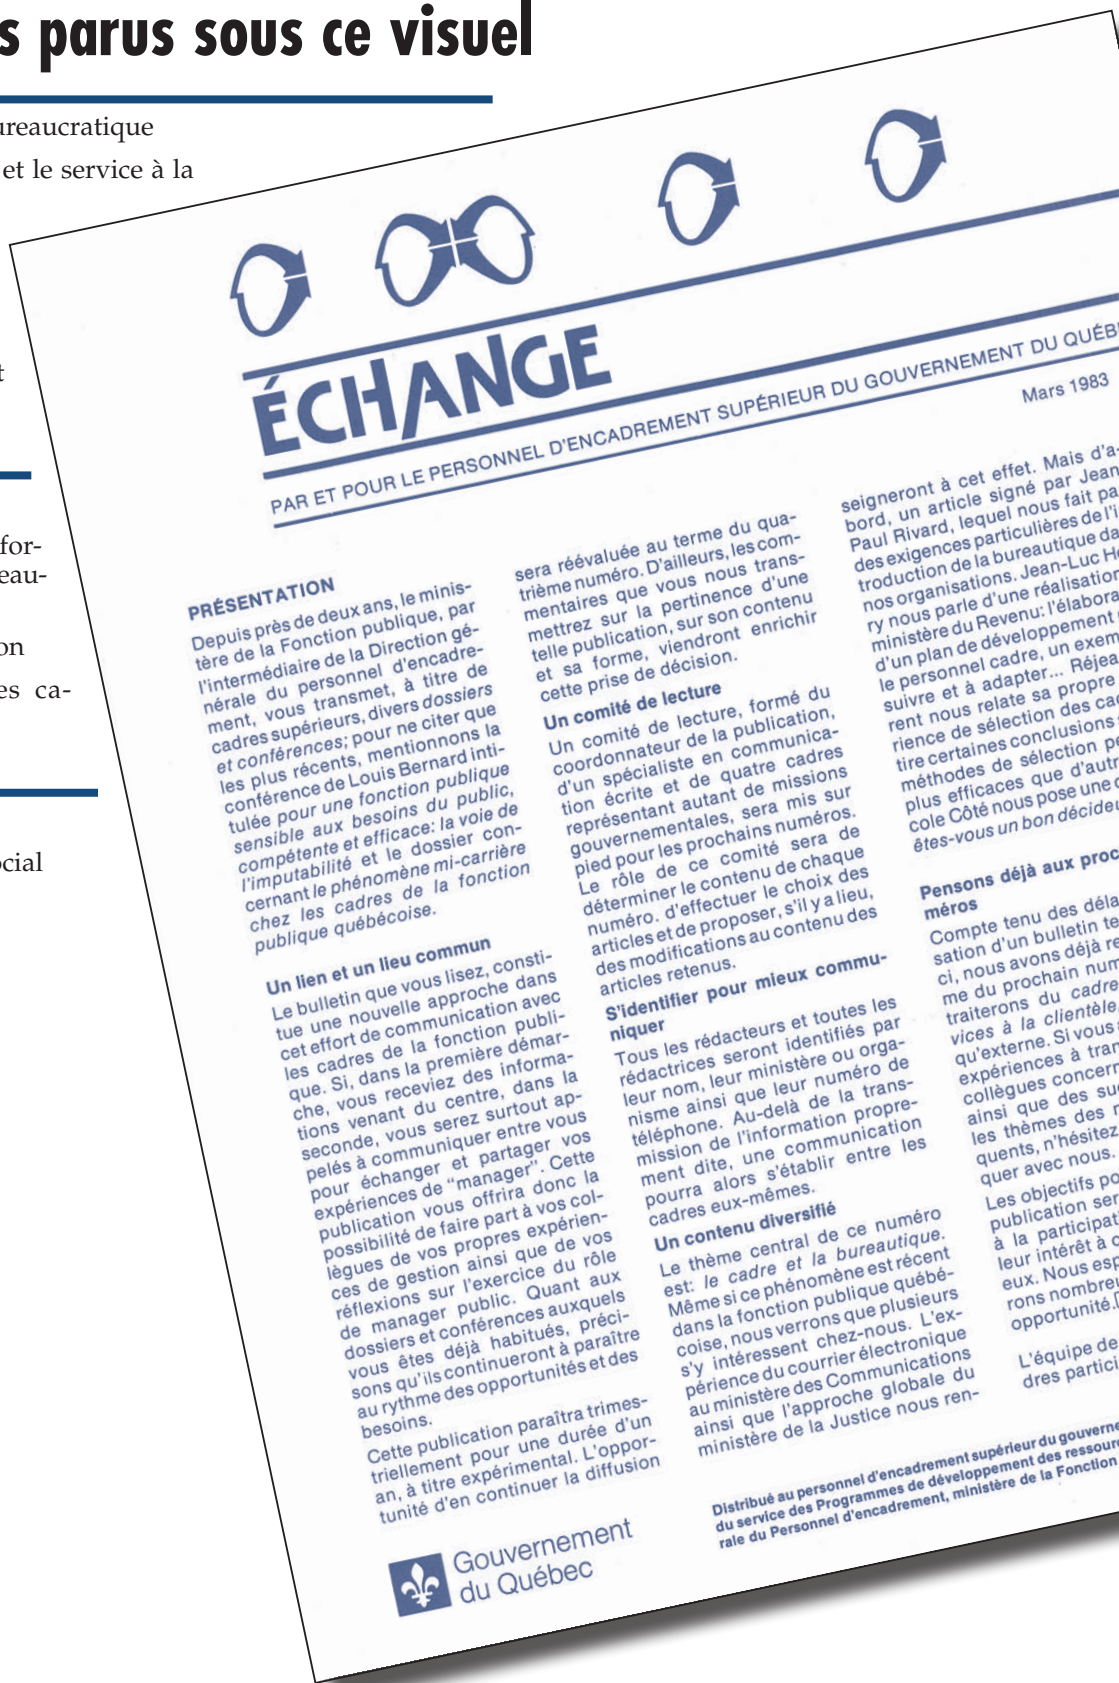 s parus sous ce visuel
ureaucratique
et le service à la
t
for-
eau-
on
es ca-
ocial
ÉCHANGE
PAR ET POUR LE PERSONNEL D'ENCADREMENT SUPÉRIEUR DU GOUVERNEMENT DU QUÉB
Mars 1983
PRÉSENTATION
Depuis près de deux ans, le minis-
tère de la Fonction publique, par
l'intermédiaire de la Direction gé-
nérale du personnel d'encadre-
ment, vous transmet, à titre de
cadres supérieurs, divers dossiers
et conférences; pour ne citer que
les plus récents, mentionnons la
conférence de Louis Bernard inti-
tulée pour une fonction publique
sensible aux besoins du public,
compétente et efficace: la voie de
l'imputabilité et le dossier con-
cernant le phénomène mi-carrière
chez les cadres de la fonction
publique québécoise.
Un lien et un lieu commun
Le bulletin que vous lisez, consti-
tue une nouvelle approche dans
cet effort de communication avec
les cadres de la fonction publi-
que. Si, dans la première démar-
che, vous receviez des informa-
tions venant du centre, dans la
seconde, vous serez surtout ap-
pelés à communiquer entre vous
pour échanger et partager vos
expériences de "manager". Cette
publication vous offrira donc la
possibilité de faire part à vos col-
lègues de vos propres expérien-
ces de gestion ainsi que de vos
réflexions sur l'exercice du rôle
de manager public. Quant aux
dossiers et conférences auxquels
vous êtes déjà habitués, préci-
sons qu'ils continueront à paraître
au rythme des opportunités et des
besoins.
Cette publication paraîtra trimes-
triellement pour une durée d'un
an, à titre expérimental. L'oppor-
tunité d'en continuer la diffusion
sera réévaluée au terme du qua-
trième numéro. D'ailleurs, les com-
mentaires que vous nous trans-
mettrez sur la pertinence d'une
telle publication, sur son contenu
et sa forme, viendront enrichir
cette prise de décision.
Un comité de lecture
Un comité de lecture, formé du
coordonnateur de la publication,
d'un spécialiste en communica-
tion écrite et de quatre cadres
représentant autant de missions
gouvernementales, sera mis sur
pied pour les prochains numéros.
Le rôle de ce comité sera de
déterminer le contenu de chaque
numéro. d'effectuer le choix des
articles et de proposer, s'il y a lieu,
des modifications au contenu des
articles retenus.
S'identifier pour mieux commu-
niquer
Tous les rédacteurs et toutes les
rédactrices seront identifiés par
leur nom, leur ministère ou orga-
nisme ainsi que leur numéro de
téléphone. Au-delà de la trans-
mission de l'information propre-
ment dite, une communication
pourra alors s'établir entre les
cadres eux-mêmes.
Un contenu diversifié
Le thème central de ce numéro
est: le cadre et la bureautique.
Même si ce phénomène est récent
dans la fonction publique québé-
coise, nous verrons que plusieurs
s'y intéressent chez-nous. L'ex-
périence du courrier électronique
au ministère des Communications
ainsi que l'approche globale du
ministère de la Justice nous ren-
seigneront à cet effet. Mais d'a-
bord, un article signé par Jean
Paul Rivard, lequel nous fait pa
des exigences particulières de l'i
troduction de la bureautique da
nos organisations. Jean-Luc He
ry nous parle d'une réalisation
ministère du Revenu: l'élabora
d'un plan de développement
le personnel cadre, un exem
suivre et à adapter... Réjea
rent nous relate sa propre
rience de sélection des ca
tire certaines conclusions
méthodes de sélection pe
plus efficaces que d'autr
cole Côté nous pose une
êtes-vous un bon décide
Pensons déjà aux proc
méros
Compte tenu des déla
sation d'un bulletin te
ci, nous avons déjà re
me du prochain num
traiterons du cadre
vices à la clientèle
qu'externe. Si vous
expériences à tran
collègues concern
ainsi que des su
les thèmes des
quents, n'hésitez
quer avec nous.
Les objectifs po
publication ser
à la participati
leur intérêt à c
eux. Nous esp
rons nombre
opportunité.
L'équipe de
dres partici
Distribué au personnel d'encadrement supérieur du gouverne
du service des Programmes de développement des ressour
rale du Personnel d'encadrement, ministère de la Fonction
Gouvernement
du Québec